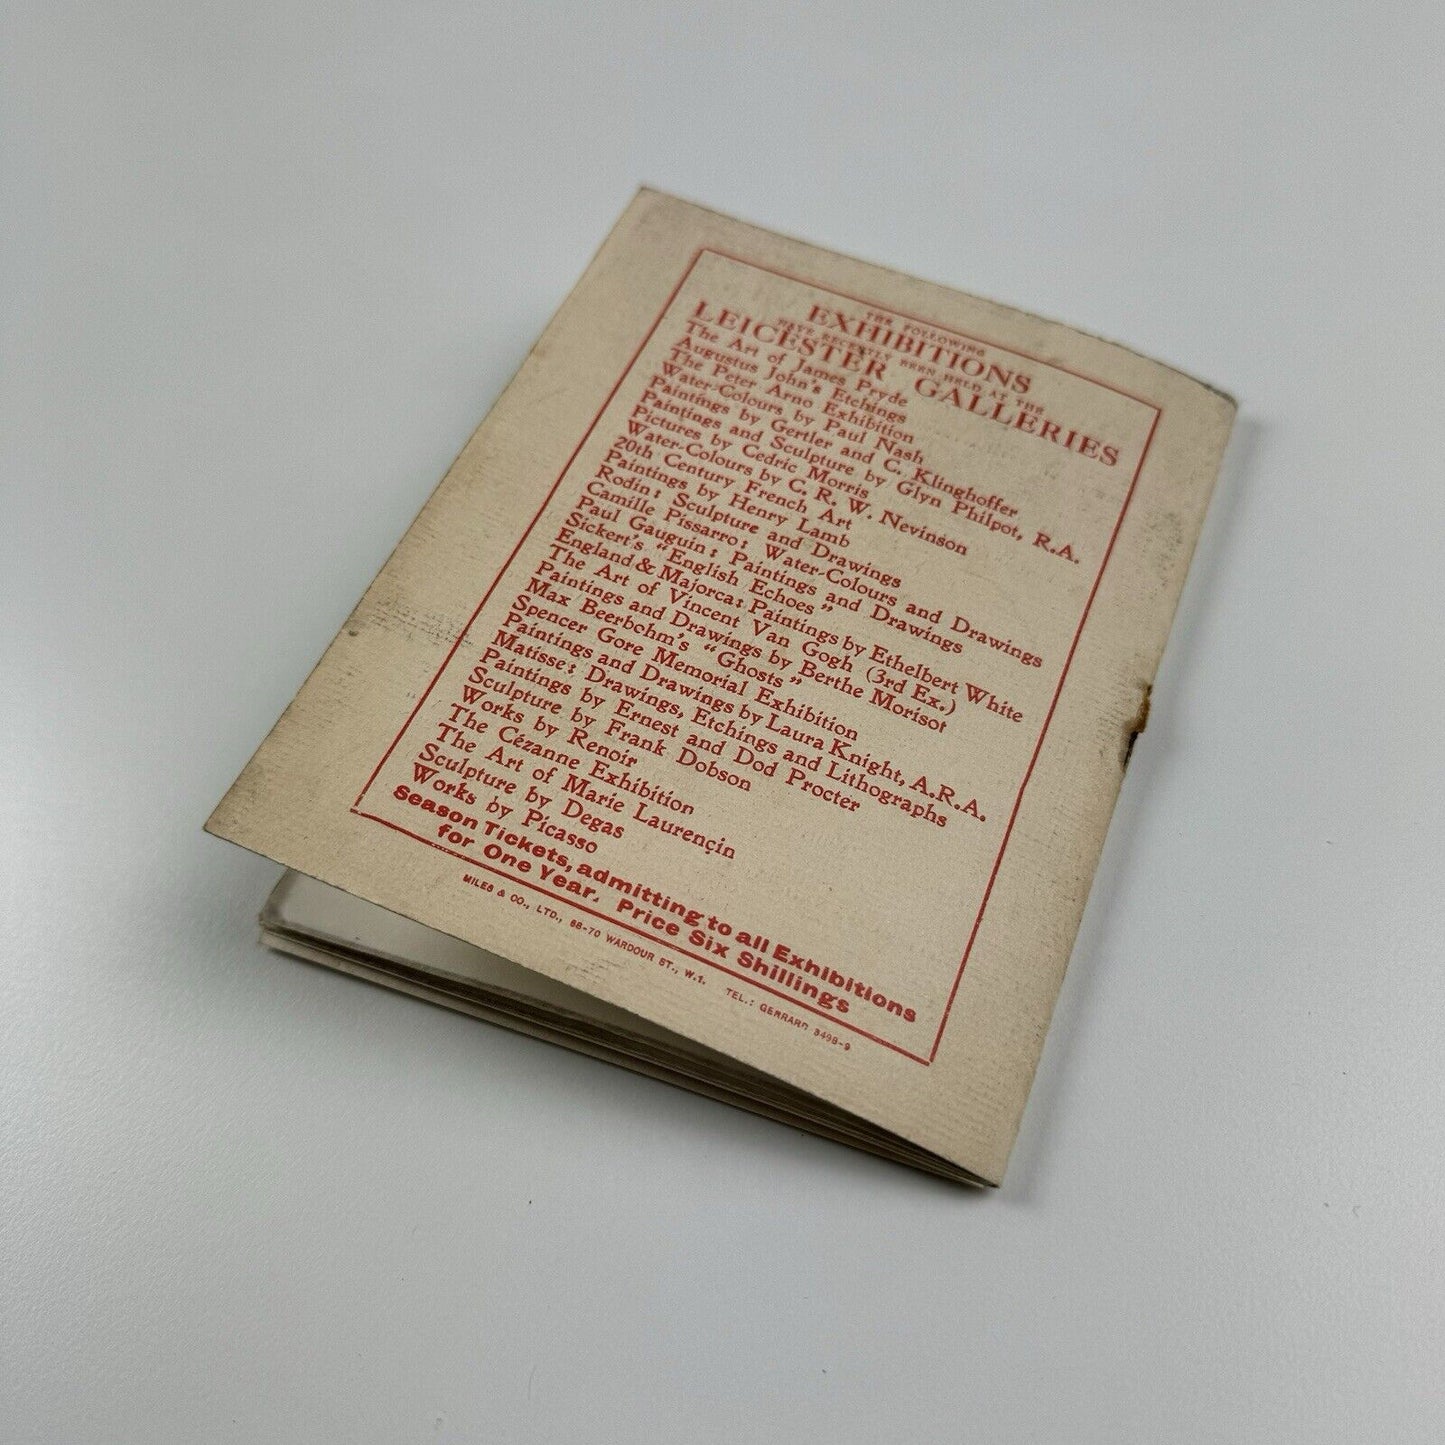 THE FOLLOWING
EXHIBITIONS
HAVE RECENTLY BEEN HELD AT THE
LEICESTER GALLERIES
The Art of James Pryde
Augustus John's Etchings
The Peter Arno Exhibition
Water-Colours by Paul Nash
Paintings by Gertler and C. Klinghoffer
Paintings and Sculpture by Glyn Philpot, R.A.
Pictures by Cedric Morris
Water-Colours by C. R. W. Nevinson
20th Century French Art
Paintings by Henry Lamb
Rodin: Sculpture and Drawings
Camille Pissarro: Water-Colours and Drawings
Paul Gauguin: Paintings and Drawings
Sickert's "English Echoes"
England & Majorca: Paintings by Ethelbert White
The Art of Vincent Van Gogh (3rd Ex.)
Paintings and Drawings by Berthe Morisot
Max Beerbohm's "Ghosts"
Spencer Gore Memorial Exhibition
Paintings and Drawings by Laura Knight, A.R.A.
Matisse: Drawings, Etchings and Lithographs
Paintings by Ernest and Dod Procter
Sculpture by Frank Dobson
Works by Renoir
The Cézanne Exhibition
The Art of Marie Laurençin
Sculpture by Degas
Works by Picasso
Season Tickets, admitting to all Exhibitions
for One Year, Price Six Shillings
MILES & CO., LTD., 68-70 WARDOUR ST., W.1. TEL.: GERRARD 3498-9